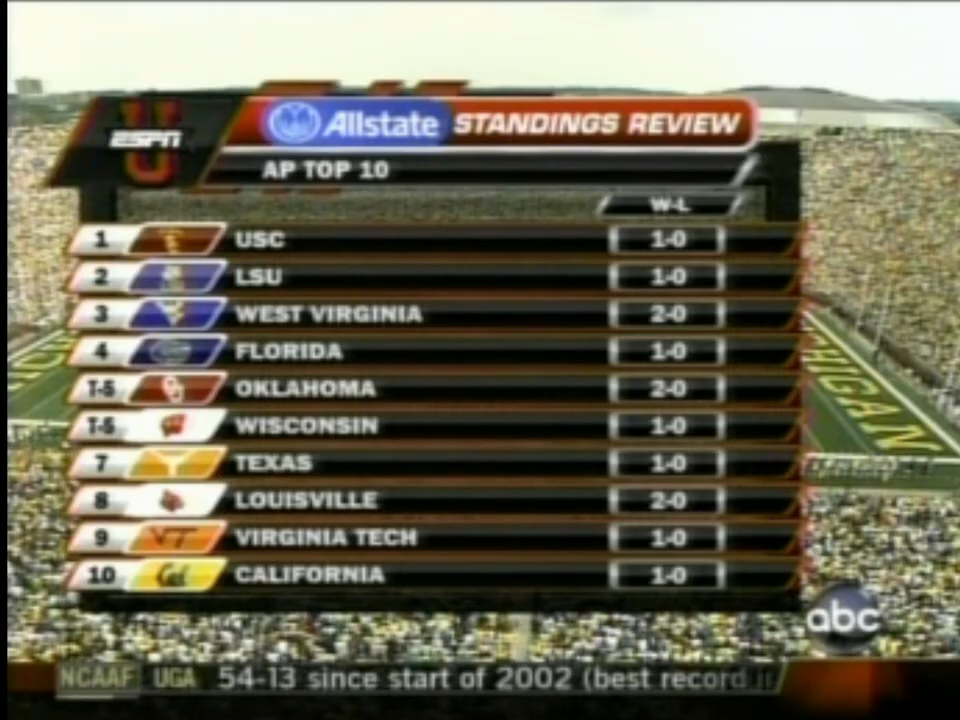 ESPN U Allstate STANDINGS REVIEW
AP TOP 10
W-L
1 USC 1-0
2 LSU 1-0
3 WEST VIRGINIA 2-0
4 FLORIDA 1-0
T-5 OKLAHOMA 2-0
T-5 WISCONSIN 1-0
7 TEXAS 1-0
8 LOUISVILLE 2-0
9 VT VIRGINIA TECH 1-0
10 Cal CALIFORNIA 1-0
MICH
CHIGAN
abc
NCAAF UGA 54-13 since start of 2002 (best record